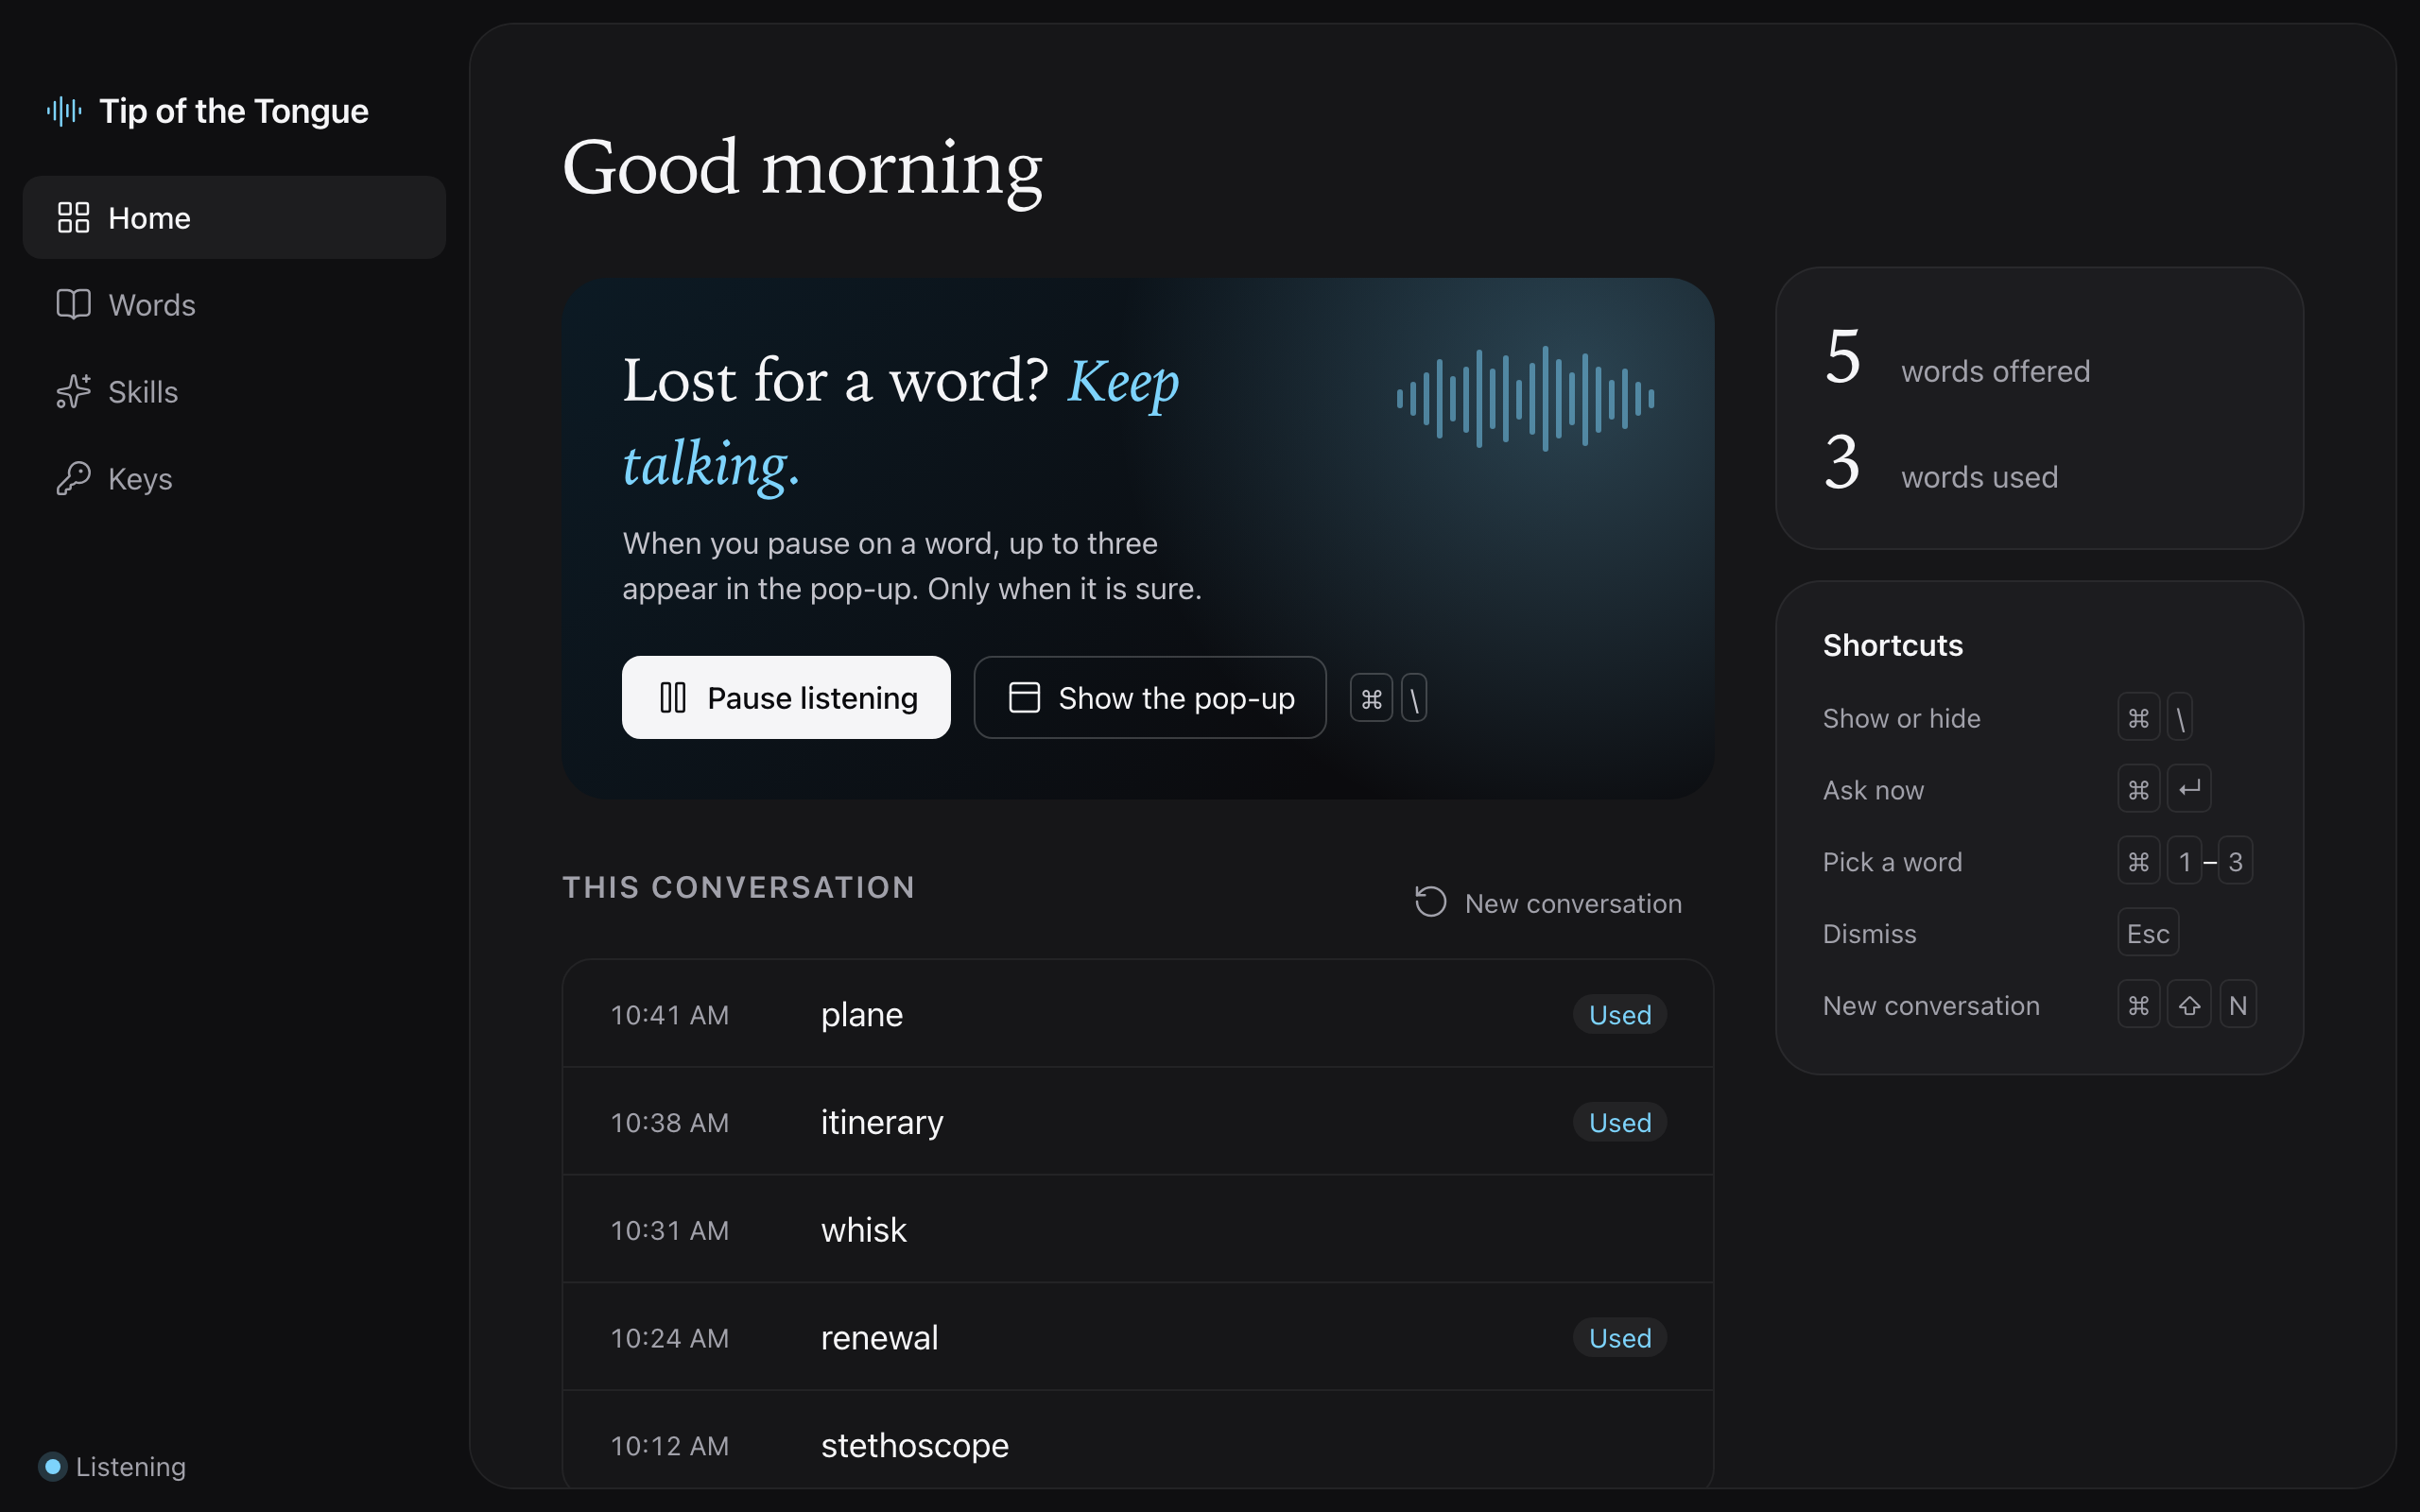 Tip of the Tongue
Home
Words
Skills
Keys
Listening
Good morning
Lost for a word? Keep
talking.
When you pause on a word, up to three
appear in the pop-up. Only when it is sure.
Pause listening
Show the pop-up
⌘ \
5 words offered
3 words used
Shortcuts
Show or hide ⌘ \
Ask now ⌘ ↵
Pick a word ⌘ 1–3
Dismiss Esc
New conversation ⌘ ⇧ N
THIS CONVERSATION
New conversation
10:41 AM plane Used
10:38 AM itinerary Used
10:31 AM whisk
10:24 AM renewal Used
10:12 AM stethoscope